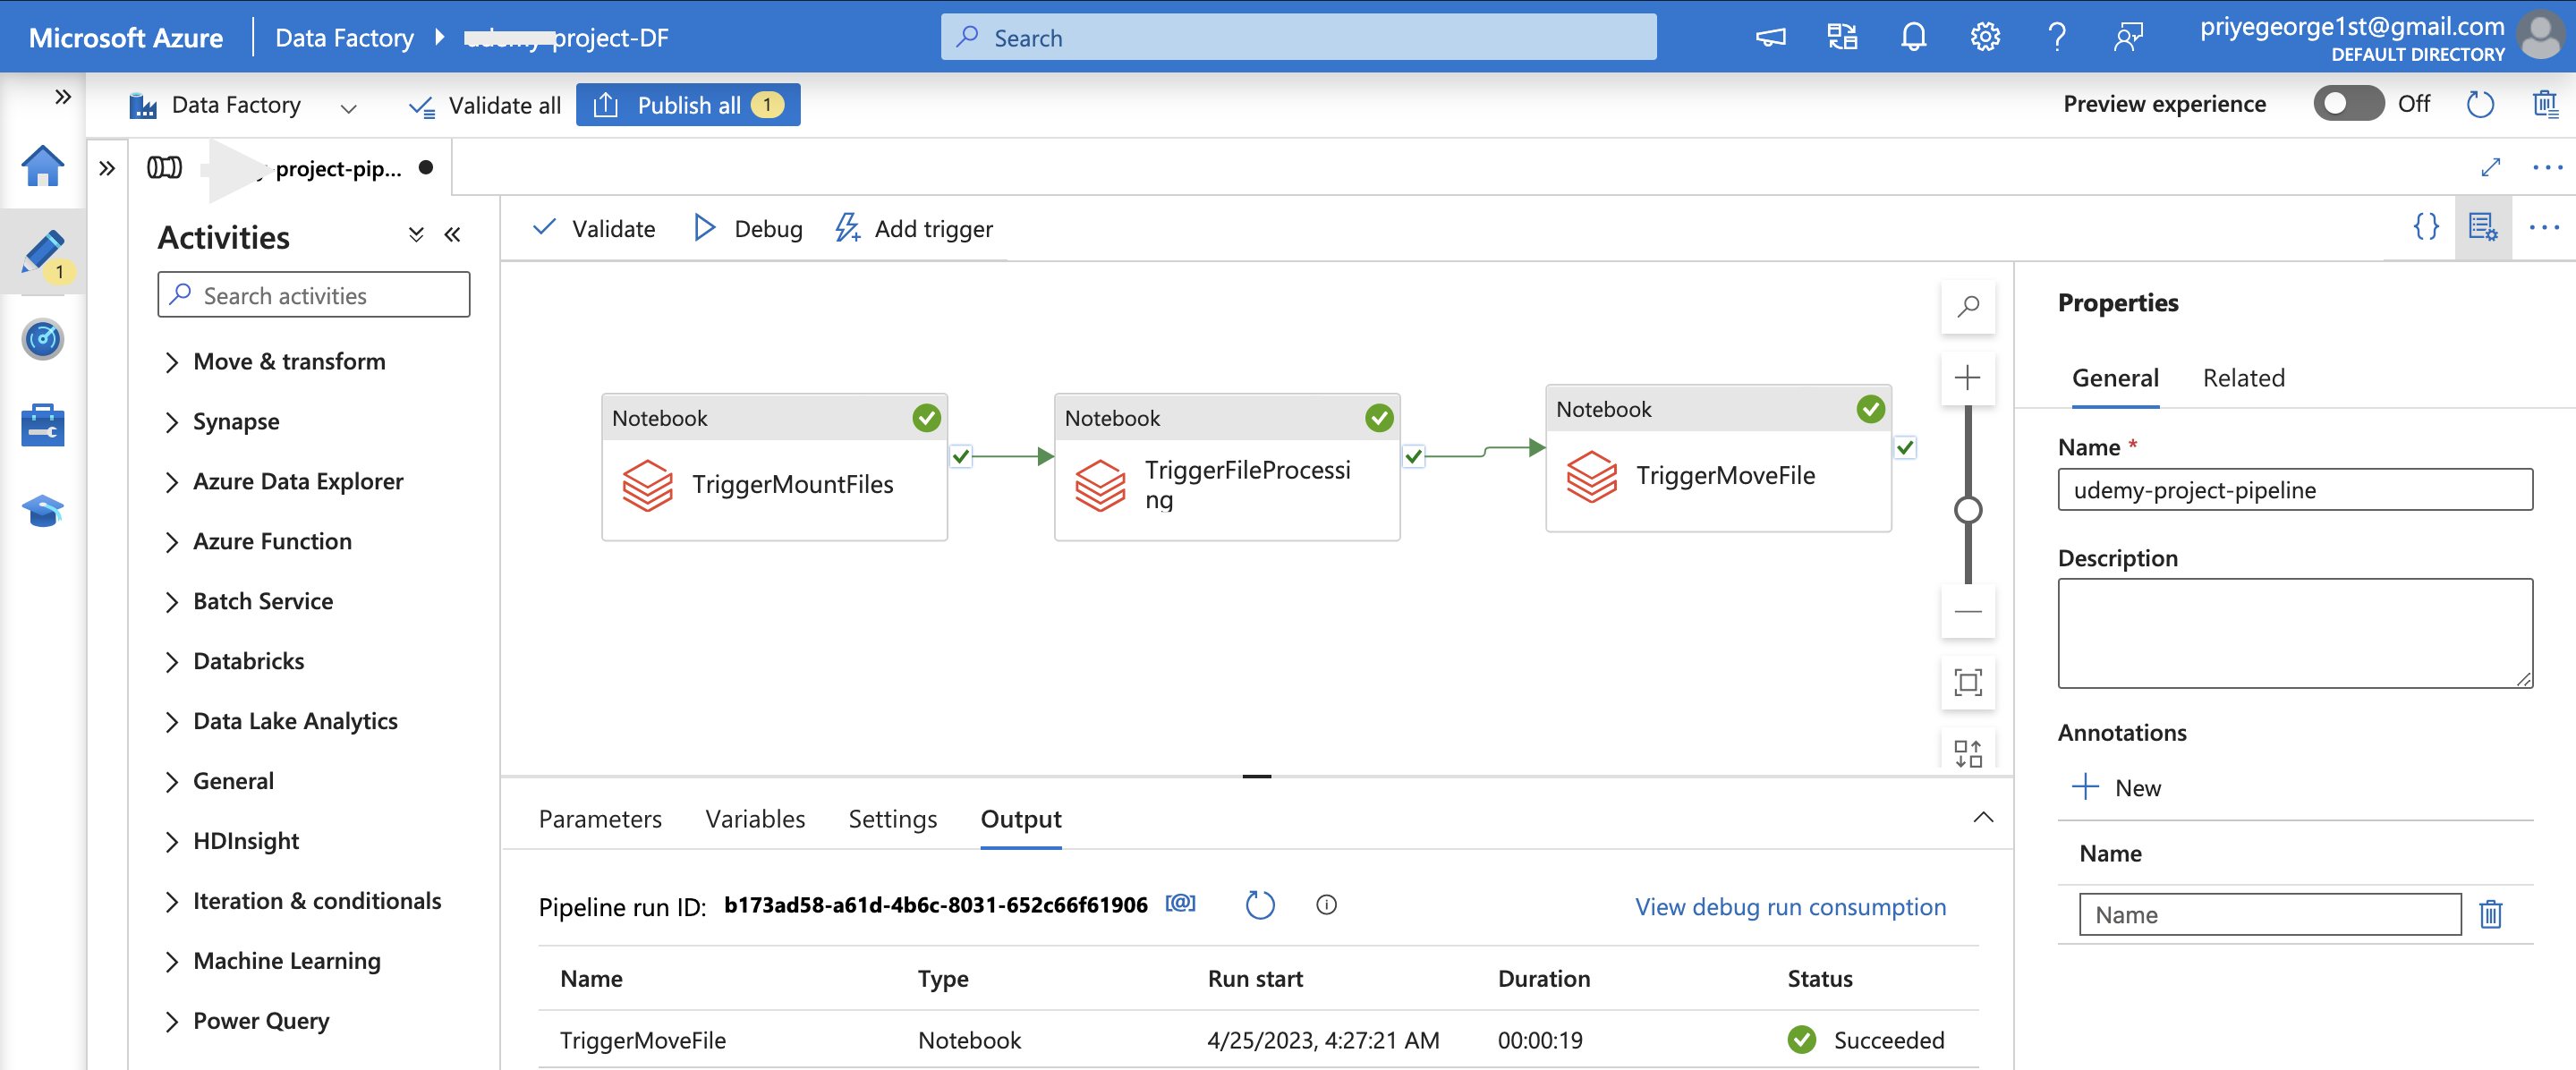 Microsoft Azure
Data Factory
project-DF
Search
priyegeorge1st@gmail.com
DEFAULT DIRECTORY
Data Factory
Validate all
Publish all 1
Preview experience
Off
project-pip...
Activities
Validate
Debug
Add trigger
1
Search activities
Move & transform
Synapse
Azure Data Explorer
Azure Function
Batch Service
Databricks
Data Lake Analytics
General
HDInsight
Iteration & conditionals
Machine Learning
Power Query
Notebook
TriggerMountFiles
Notebook
TriggerFileProcessi
ng
Notebook
TriggerMoveFile
Parameters
Variables
Settings
Output
Pipeline run ID: b173ad58-a61d-4b6c-8031-652c66f61906 [@]
View debug run consumption
Name Type Run start Duration Status
TriggerMoveFile Notebook 4/25/2023, 4:27:21 AM 00:00:19 Succeeded
Properties
General
Related
Name *
udemy-project-pipeline
Description
Annotations
New
Name
Name